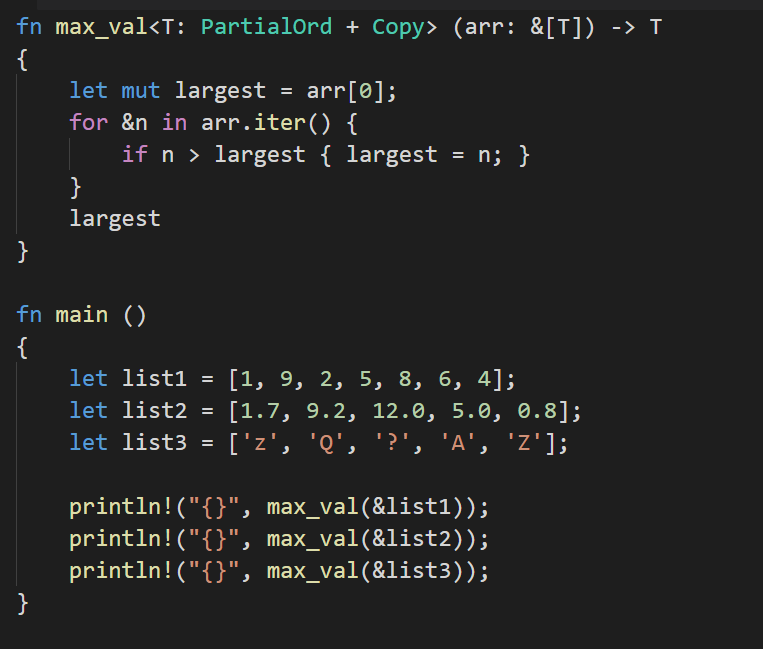 fn max_val<T: PartialOrd + Copy> (arr: &[T]) -> T
{
    let mut largest = arr[0];
    for &n in arr.iter() {
        if n > largest { largest = n; }
    }
    largest
}

fn main ()
{
    let list1 = [1, 9, 2, 5, 8, 6, 4];
    let list2 = [1.7, 9.2, 12.0, 5.0, 0.8];
    let list3 = ['z', 'Q', '?', 'A', 'Z'];

    println!("{}", max_val(&list1));
    println!("{}", max_val(&list2));
    println!("{}", max_val(&list3));
}